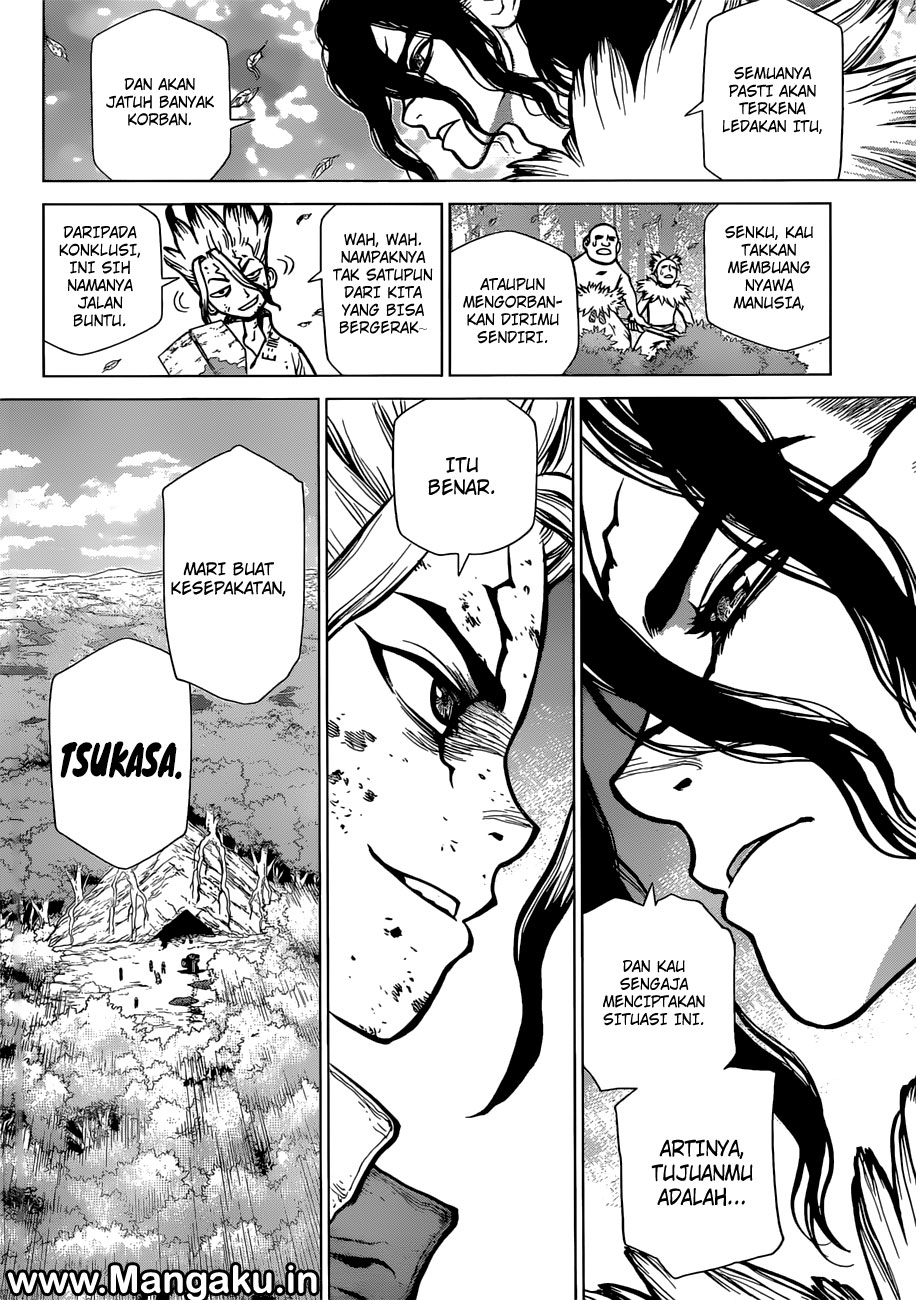 SEMUANYA
PASTI AKAN
TERKENA
LEDAKAN ITU,
DAN AKAN
JATUH BANYAK
KORBAN.
SENKU, KAU
TAKKAN
MEMBUANG
NYAWA
MANUSIA,
ATAUPUN
MENGORBAN-
KAN DIRIMU
SENDIRI.
WAH, WAH.
NAMPAKNYA
TAK SATUPUN
DARI KITA
YANG BISA
BERGERAK~
DARIPADA
KONKLUSI,
INI SIH
NAMANYA
JALAN
BUNTU.
DAN KAU
SENGAJA
MENCIPTAKAN
SITUASI INI.
ARTINYA,
TUJUANMU
ADALAH...
ITU
BENAR.
MARI BUAT
KESEPAKATAN,
TSUKASA.
www.Mangaku.in